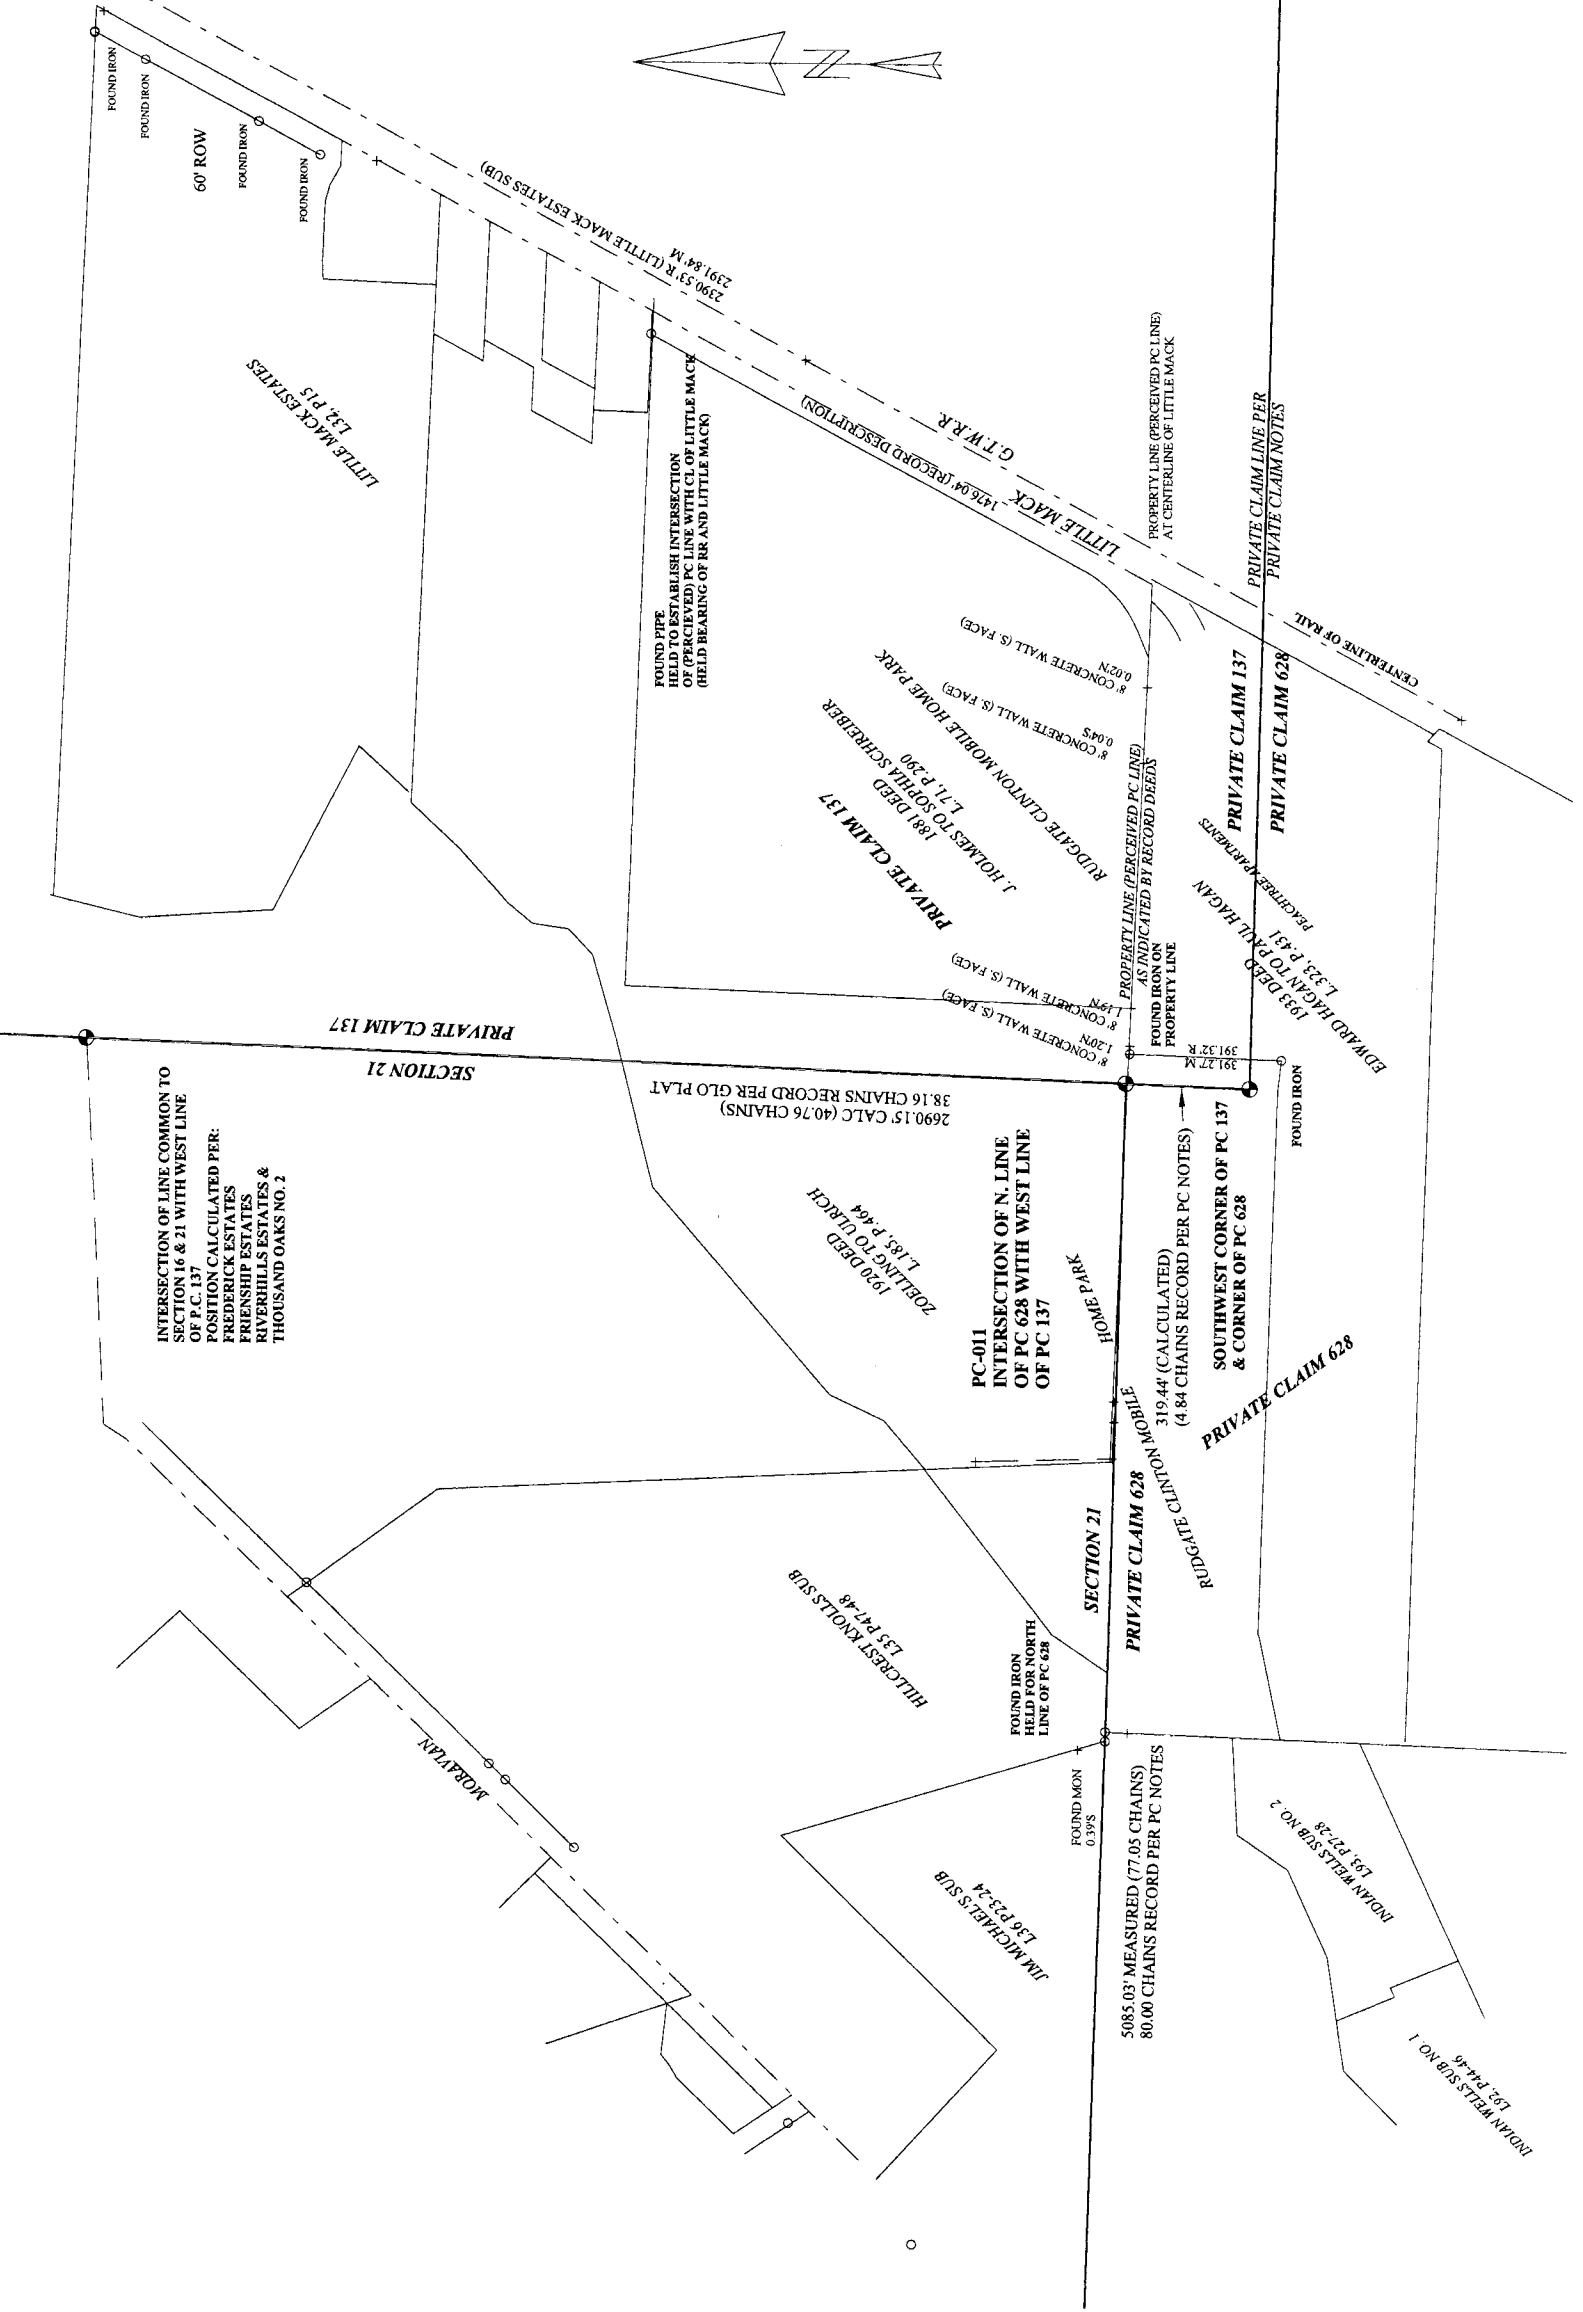 FOUND IRON
FOUND IRON
60' ROW
FOUND IRON
FOUND IRON
N
2390.53' R (LITTLE MACK ESTATES SUB)
2391.84' M
LITTLE MACK ESTATES
L32, P15
FOUND PIPE
HELD TO ESTABLISH INTERSECTION
OF (PERCIEVED) PC LINE WITH CL OF LITTLE MACK
(HELD BEARING OF RR AND LITTLE MACK)
1476.04' (RECORD DESCRIPTION)
G.T.W.R.R.
LITTLE MACK
PROPERTY LINE (PERCEIVED PC LINE)
AT CENTERLINE OF LITTLE MACK
PRIVATE CLAIM LINE PER
PRIVATE CLAIM NOTES
CENTERLINE OF RAIL
8' CONCRETE WALL (S. FACE)
0.02'N
8' CONCRETE WALL (S. FACE)
0.04'S
RUDGATE CLINTON MOBILE HOME PARK
1881 DEED
J. HOLMES TO SOPHIA SCHREIBER
L.71, P.290
PRIVATE CLAIM 137
PROPERTY LINE (PERCEIVED PC LINE)
AS INDICATED BY RECORD DEEDS
PRIVATE CLAIM 137
PRIVATE CLAIM 628
PEACHTREE APARTMENTS
1933 DEED
EDWARD HAGAN TO PAUL HAGAN
L.323, P.431
8' CONCRETE WALL (S. FACE)
1.19'N
8' CONCRETE WALL (S. FACE)
1.20'N
FOUND IRON ON
PROPERTY LINE
391.32' R
391.27' M
FOUND IRON
PRIVATE CLAIM 137
SECTION 21
2690.15' CALC (40.76 CHAINS)
38.16 CHAINS RECORD PER GLO PLAT
INTERSECTION OF LINE COMMON TO
SECTION 16 & 21 WITH WEST LINE
OF P.C. 137
POSITION CALCULATED PER:
FREDERICK ESTATES
FRIENSHIP ESTATES
RIVERHILLS ESTATES &
THOUSAND OAKS NO. 2
1920 DEED
ZOELLING TO ULRICH
L.185, P.464
PC-011
INTERSECTION OF N. LINE
OF PC 628 WITH WEST LINE
OF PC 137
319.44' (CALCULATED)
(4.84 CHAINS RECORD PER PC NOTES)
SOUTHWEST CORNER OF PC 137
& CORNER OF PC 628
RUDGATE CLINTON MOBILE
HOME PARK
PRIVATE CLAIM 628
SECTION 21
PRIVATE CLAIM 628
HILLCREST KNOLLS SUB
L35 P47-48
MORAVIAN
FOUND IRON
HELD FOR NORTH
LINE OF PC 628
FOUND MON
0.39'S
JIM MICHAEL'S SUB
L36 P23-24
5085.03' MEASURED (77.05 CHAINS)
80.00 CHAINS RECORD PER PC NOTES
INDIAN WELLS SUB NO. 2
L93, P27-28
INDIAN WELLS SUB NO. 1
L92, P44-46